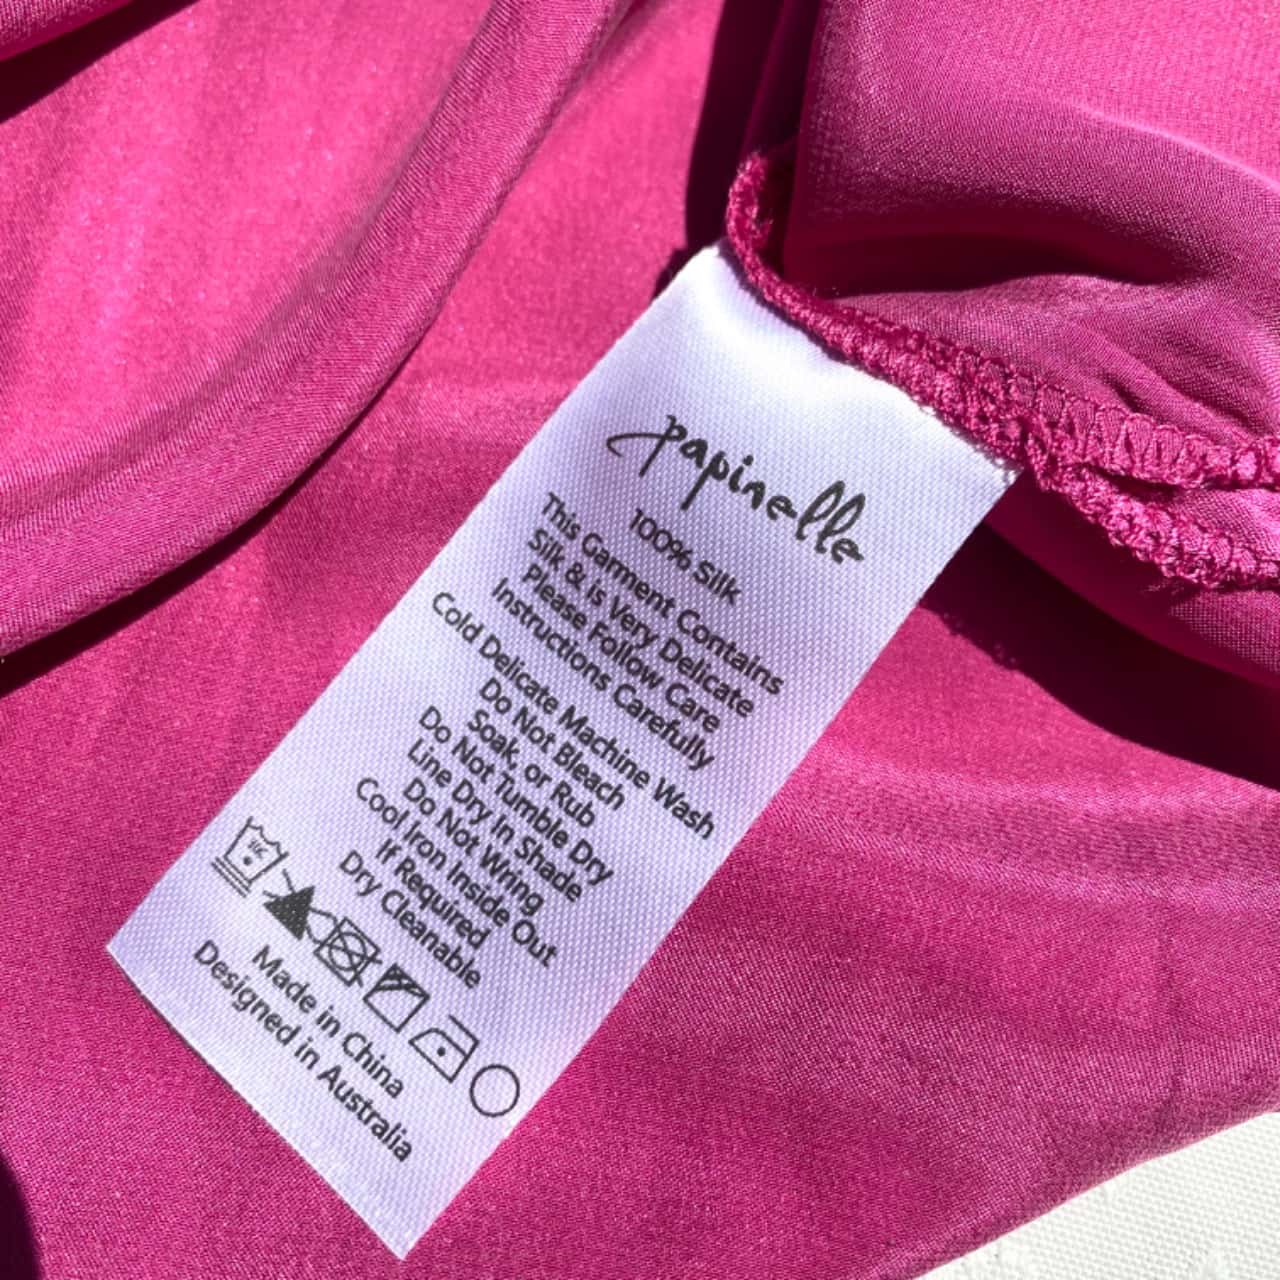 papinelle
100% Silk
This Garment Contains
Silk & is Very Delicate
Please Follow Care
Instructions Carefully
Cold Delicate Machine Wash
Do Not Bleach
Soak, or Rub
Do Not Tumble Dry
Line Dry In Shade
Do Not Wring
Cool Iron Inside Out
If Required
Dry Cleanable
Made in China
Designed in Australia